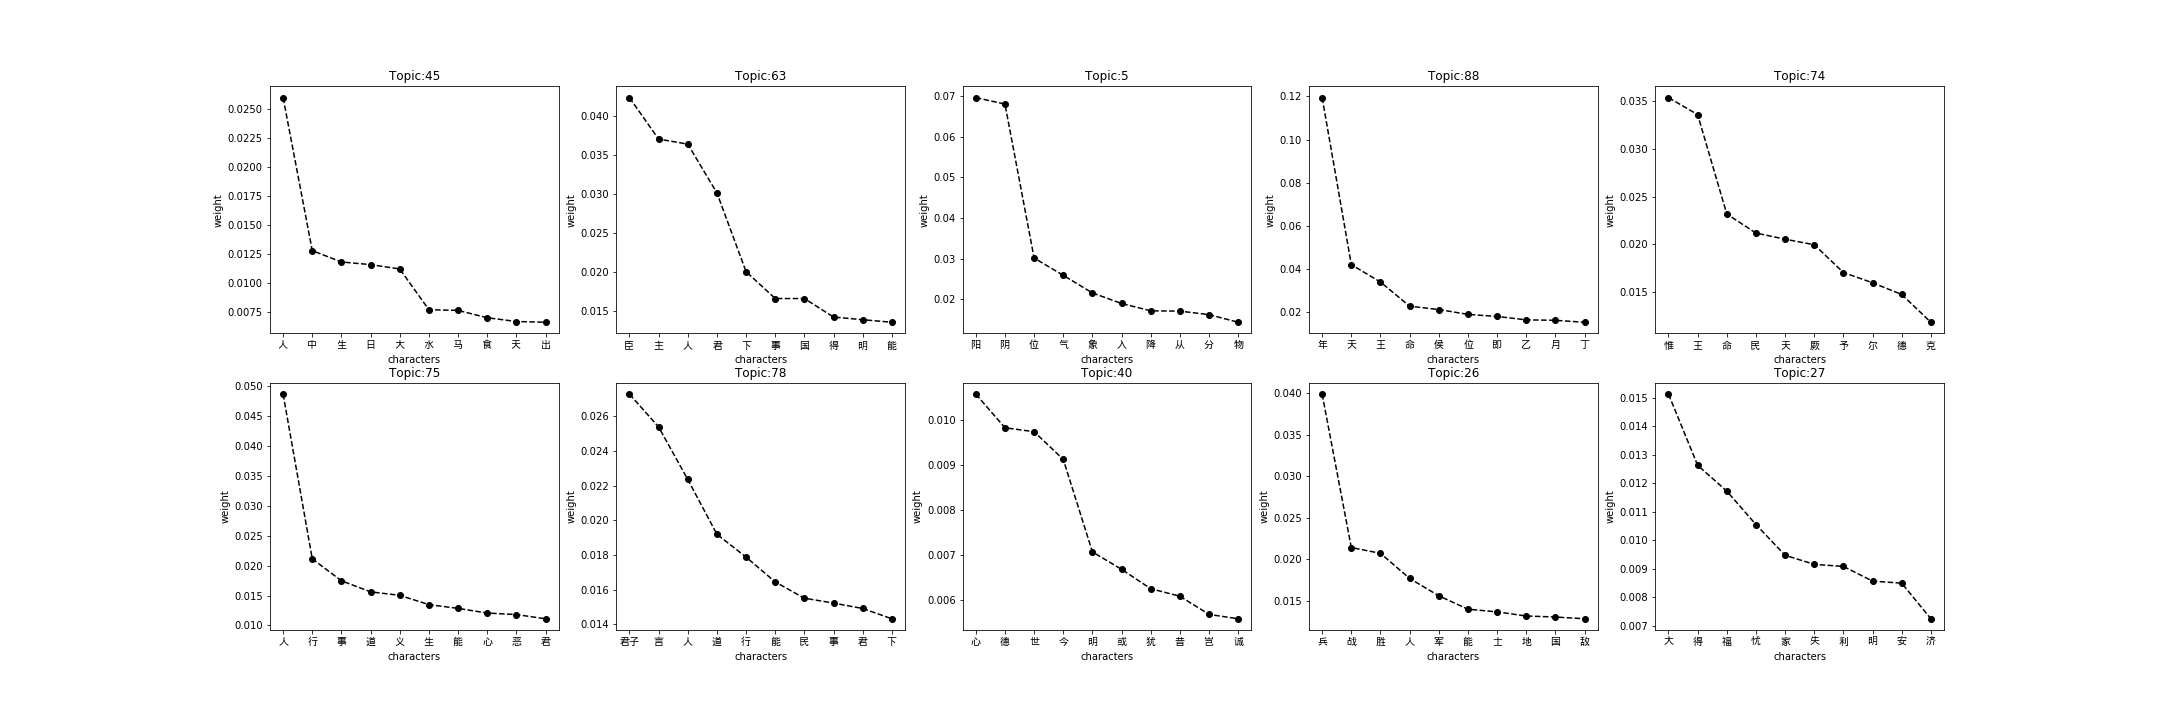 Topic:45
0.0250
0.0225
0.0200
0.0175
0.0150
0.0125
0.0100
0.0075
weight
人 中 生 日 大 水 马 食 天 出
characters
Topic:63
0.040
0.035
0.030
0.025
0.020
0.015
weight
臣 主 人 君 下 事 国 得 明 能
characters
Topic:5
0.07
0.06
0.05
0.04
0.03
0.02
weight
阳 阴 位 气 象 人 降 从 分 物
characters
Topic:88
0.12
0.10
0.08
0.06
0.04
0.02
weight
年 天 王 命 侯 位 即 乙 月 丁
characters
Topic:74
0.035
0.030
0.025
0.020
0.015
weight
惟 王 命 民 天 厥 予 尔 德 克
characters
Topic:75
0.050
0.045
0.040
0.035
0.030
0.025
0.020
0.015
0.010
weight
人 行 事 道 义 生 能 心 恶 君
characters
Topic:78
0.026
0.024
0.022
0.020
0.018
0.016
0.014
weight
君子 言 人 道 行 能 民 事 君 下
characters
Topic:40
0.010
0.009
0.008
0.007
0.006
weight
心 德 世 今 明 或 犹 昔 岂 诚
characters
Topic:26
0.040
0.035
0.030
0.025
0.020
0.015
weight
兵 战 胜 人 军 能 士 地 国 敌
characters
Topic:27
0.015
0.014
0.013
0.012
0.011
0.010
0.009
0.008
0.007
weight
大 得 福 忧 家 失 利 明 安 济
characters